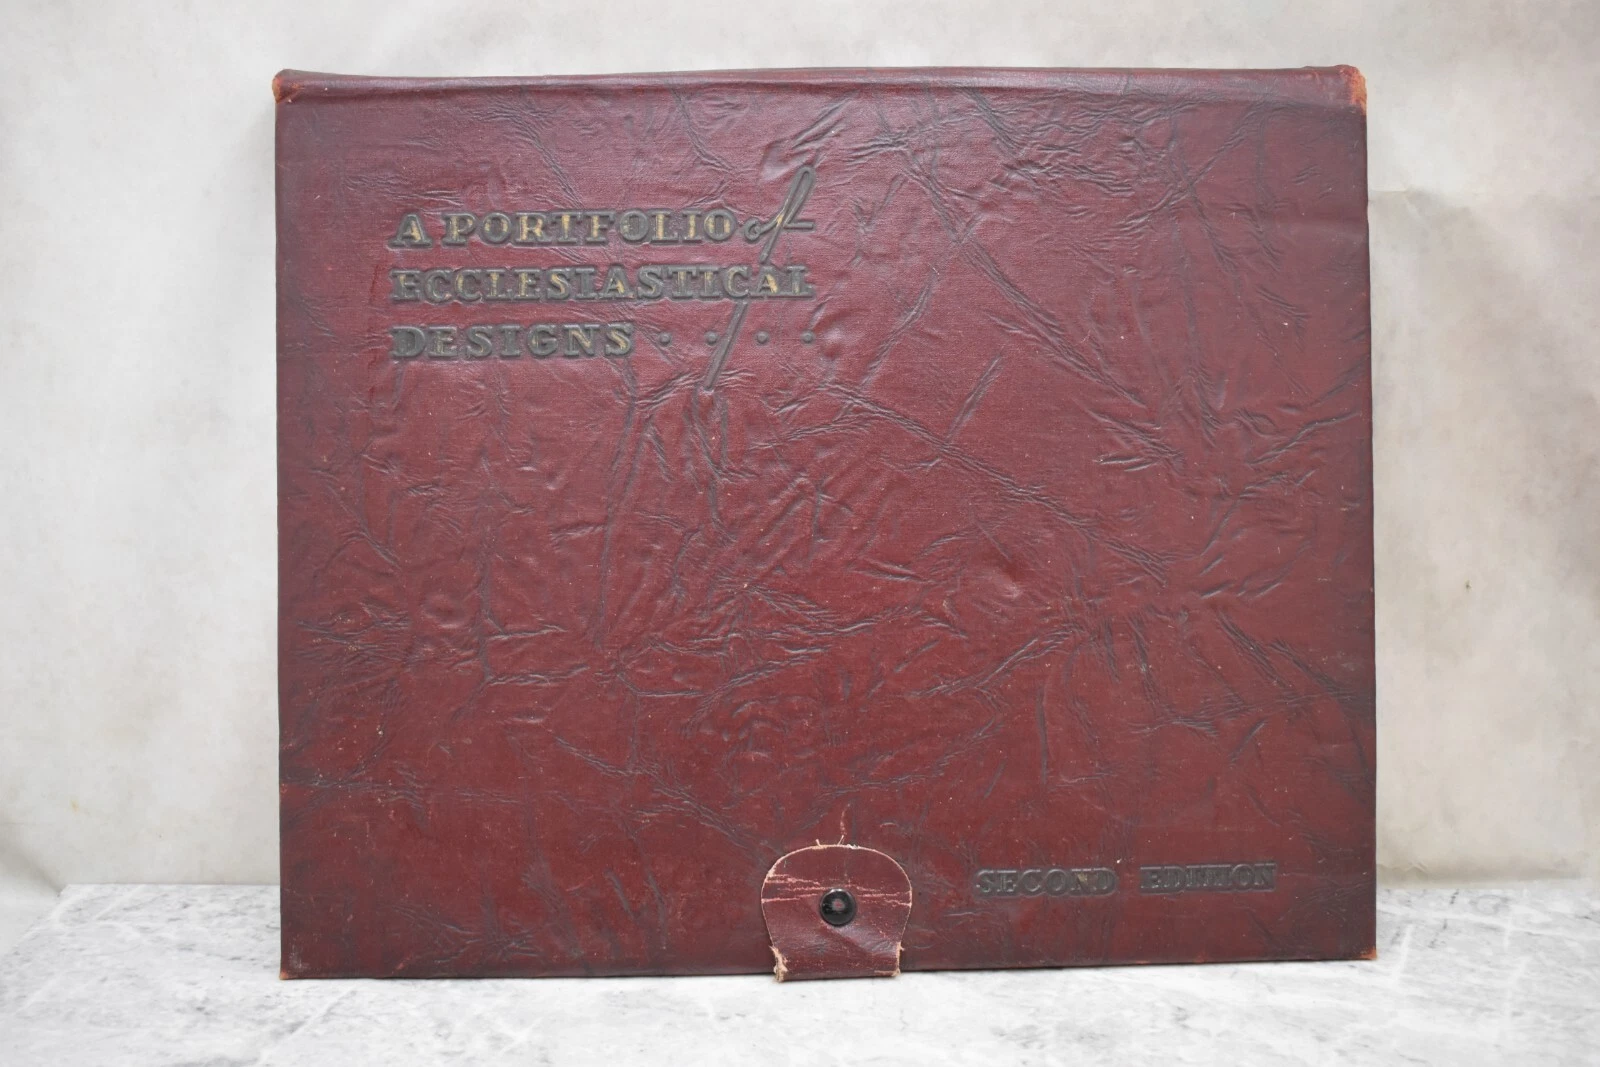 A PORTFOLIO of
ECCLESIASTICAL
DESIGNS . . . .
SECOND EDITION